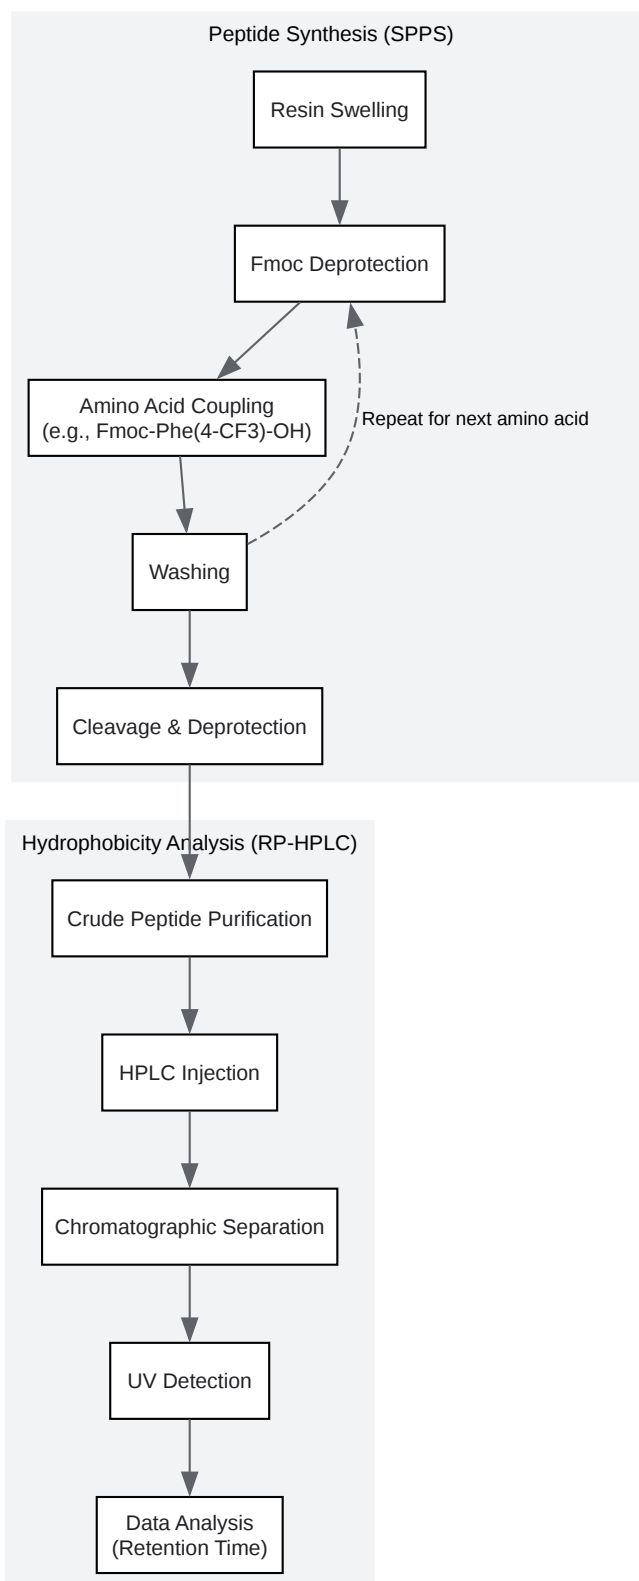 Peptide Synthesis (SPPS)
Resin Swelling
Fmoc Deprotection
Amino Acid Coupling
(e.g., Fmoc-Phe(4-CF3)-OH)
Repeat for next amino acid
Washing
Cleavage & Deprotection
Hydrophobicity Analysis (RP-HPLC)
Crude Peptide Purification
HPLC Injection
Chromatographic Separation
UV Detection
Data Analysis
(Retention Time)